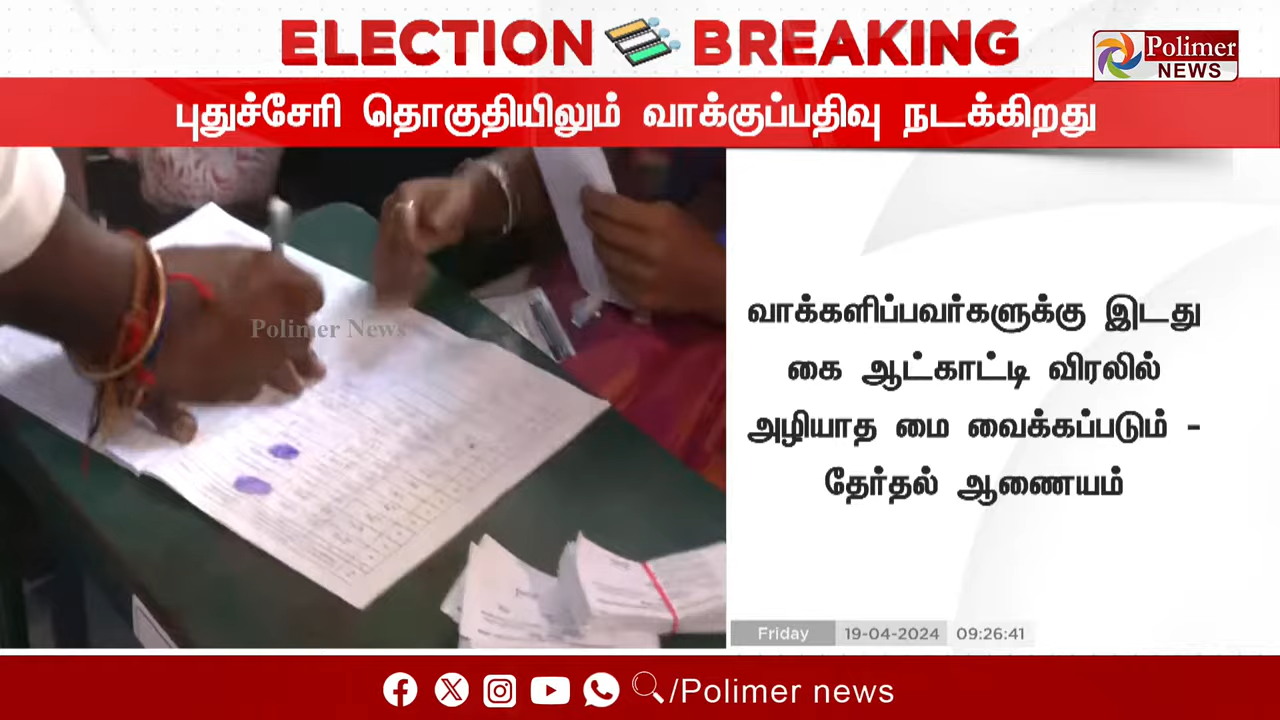 ELECTION BREAKING
Polimer
NEWS
புதுச்சேரி தொகுதியிலும் வாக்குப்பதிவு நடக்கிறது
Polimer News
வாக்களிப்பவர்களுக்கு இடது
கை ஆட்காட்டி விரலில்
அழியாத மை வைக்கப்படும் -
தேர்தல் ஆணையம்
Friday 19-04-2024 09:26:41
/Polimer news